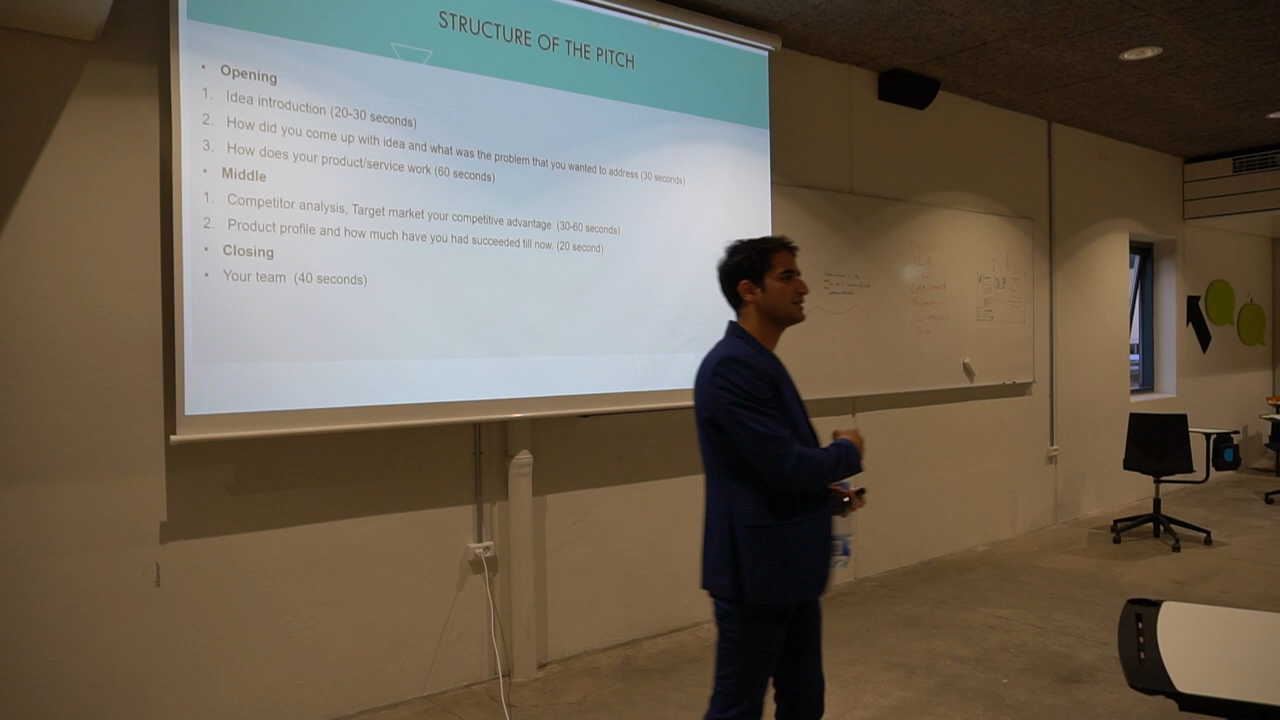 STRUCTURE OF THE PITCH
• Opening
1. Idea introduction (20-30 seconds)
2. How did you come up with idea and what was the problem that you wanted to address (30 seconds)
3. How does your product/service work (60 seconds)
• Middle
1. Competitor analysis, Target market your competitive advantage (30-60 seconds)
2. Product profile and how much have you had succeeded till now. (20 second)
• Closing
• Your team (40 seconds)